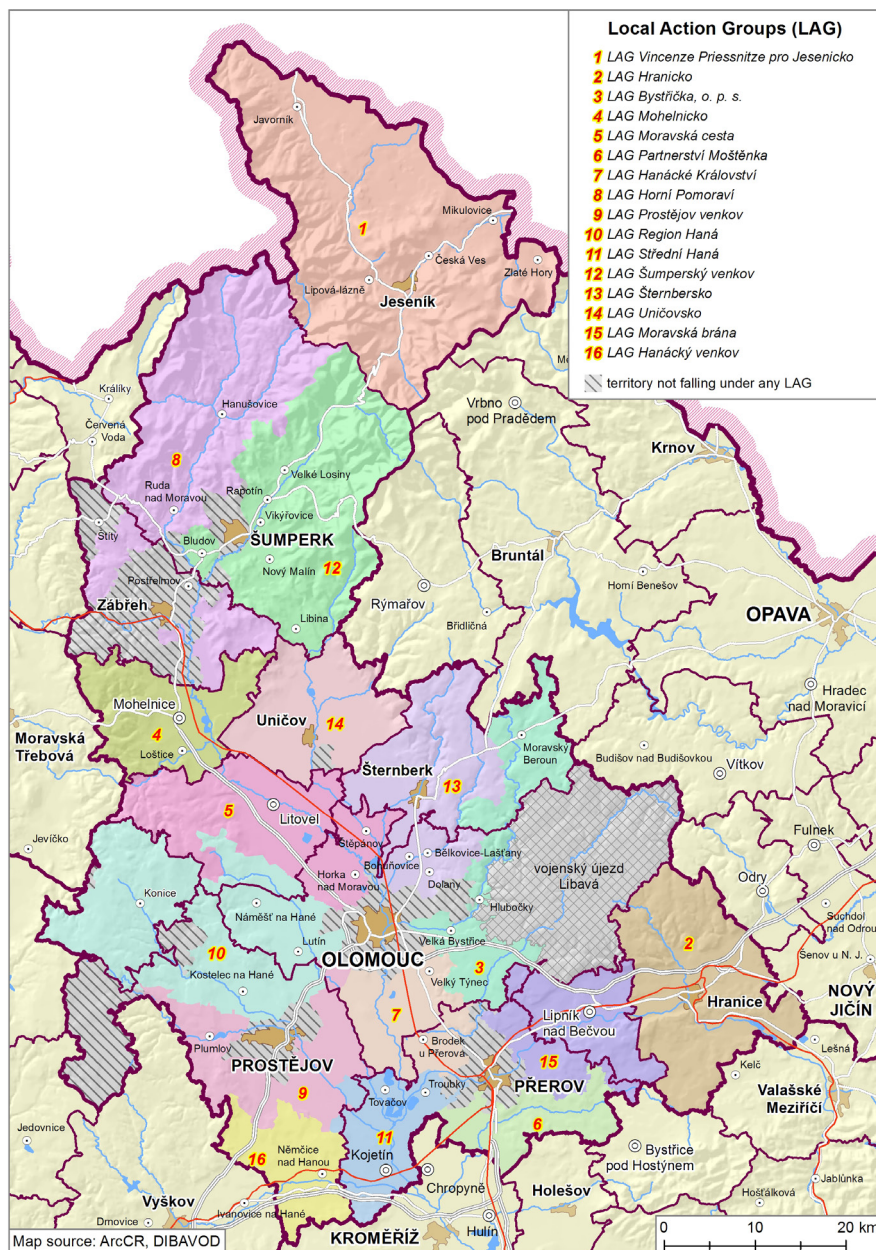 Local Action Groups (LAG)
1 LAG Vincenze Priessnitze pro Jesenicko
2 LAG Hranicko
3 LAG Bystřička, o. p. s.
4 LAG Mohelnicko
5 LAG Moravská cesta
6 LAG Partnerství Moštěnka
7 LAG Hanácké Království
8 LAG Horní Pomoraví
9 LAG Prostějov venkov
10 LAG Region Haná
11 LAG Střední Haná
12 LAG Šumperský venkov
13 LAG Šternbersko
14 LAG Uničovsko
15 LAG Moravská brána
16 LAG Hanácký venkov
territory not falling under any LAG
Javorník
Mikulovice
1
Česká Ves
Zlaté Hory
Lipová-lázně
Jeseník
Králíky
Vrbno
pod Pradědem
Hanušovice
Červená
Voda
Krnov
8
Velké Losiny
Ruda
nad Moravou
Rapotín
Vikýřovice
Štíty
ŠUMPERK
Bludov
Bruntál
Nový Malín
12
Horní Benešov
Postřelmov
Rýmařov
Zábřeh
Břidličná
OPAVA
Libina
Hradec
nad Moravicí
Mohelnice
Uničov
14
Moravská
Třebová
4
Loštice
Moravský
Beroun
Budišov nad Budišovkou
Šternberk
Vítkov
13
5
Litovel
Štěpánov
Fulnek
Jevíčko
Bohuňovice
Bělkovice-Lašťany
vojenský újezd
Libavá
Horka
nad Moravou
Dolany
Odry
Konice
Hlubočky
Náměšť na Hané
Suchdol
nad Odrou
Lutín
Velká Bystřice
2
10
OLOMOUC
Šenov u N. J.
Kostelec na Hané
3
Velký Týnec
NOVÝ
JIČÍN
Hranice
7
Lipník
nad Bečvou
Plumlov
Brodek
u Přerova
Lešná
PROSTĚJOV
15
Kelč
Troubky
PŘEROV
9
Tovačov
Valašské
Meziříčí
6
11
Jedovnice
Němčice
nad Hanou
16
Kojetín
Bystřice
pod Hostýnem
Chropyně
Jablůnka
Holešov
Vyškov
Hošťálková
Ivanovice na Hané
Drnovice
Hulín
KROMĚŘÍŽ
0 10 20 km
Map source: ArcCR, DIBAVOD